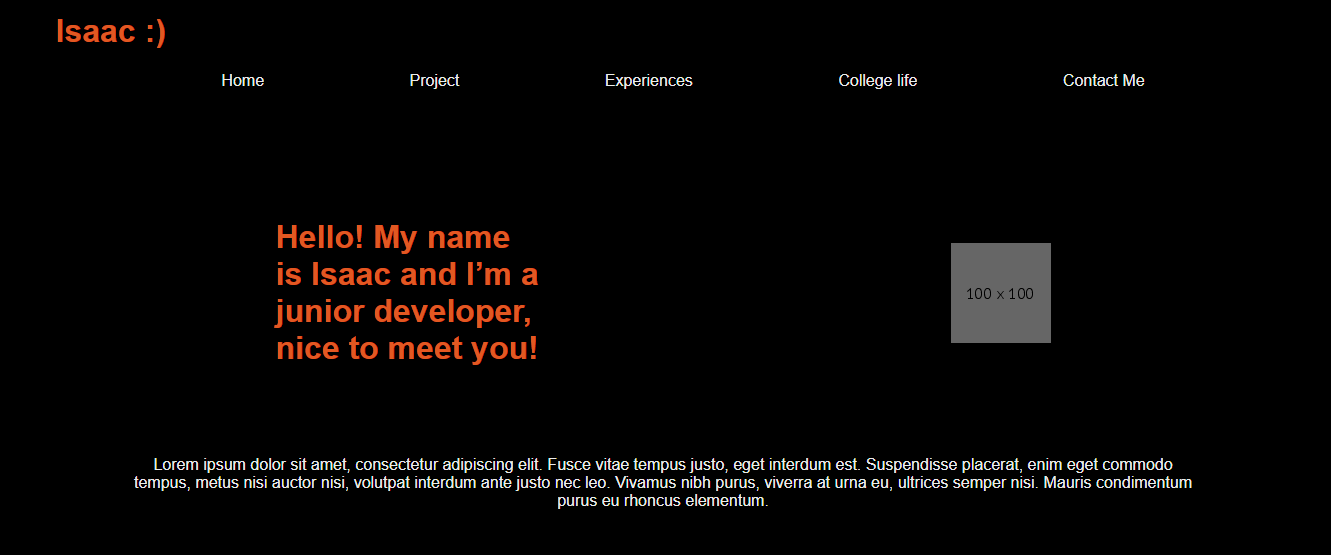 Isaac :)
Home Project Experiences College life Contact Me
Hello! My name
is Isaac and I’m a
junior developer,
nice to meet you!
100 x 100
Lorem ipsum dolor sit amet, consectetur adipiscing elit. Fusce vitae tempus justo, eget interdum est. Suspendisse placerat, enim eget commodo
tempus, metus nisi auctor nisi, volutpat interdum ante justo nec leo. Vivamus nibh purus, viverra at urna eu, ultrices semper nisi. Mauris condimentum
purus eu rhoncus elementum.